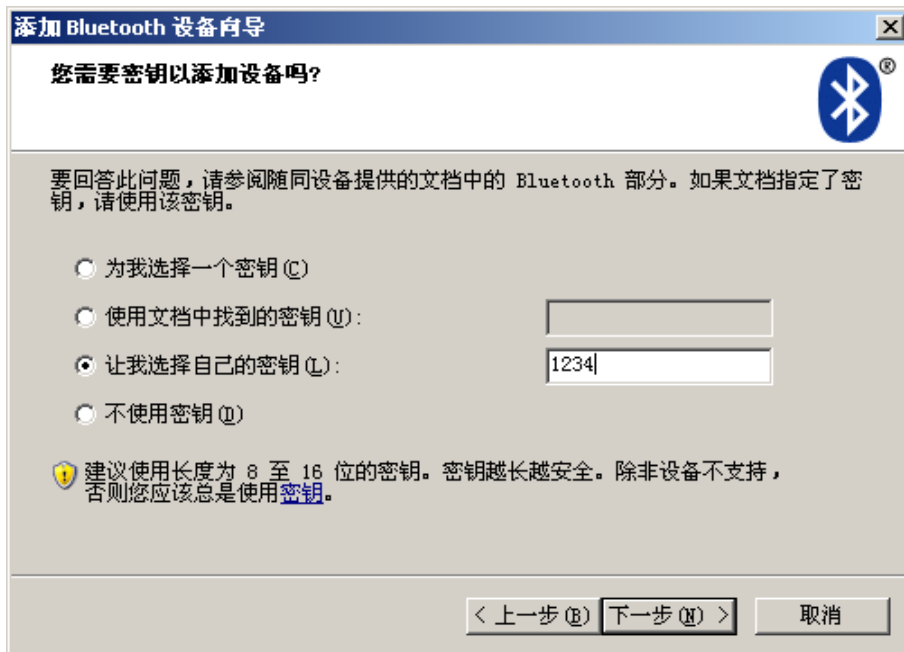 添加 Bluetooth 设备向导
您需要密钥以添加设备吗?
®
要回答此问题,请参阅随同设备提供的文档中的 Bluetooth 部分。如果文档指定了密
钥,请使用该密钥。
为我选择一个密钥(C)
使用文档中找到的密钥(U):
让我选择自己的密钥(L): 1234
不使用密钥(D)
建议使用长度为 8 至 16 位的密钥。密钥越长越安全。除非设备不支持,
否则您应该总是使用密钥。
< 上一步(B) 下一步(N) > 取消